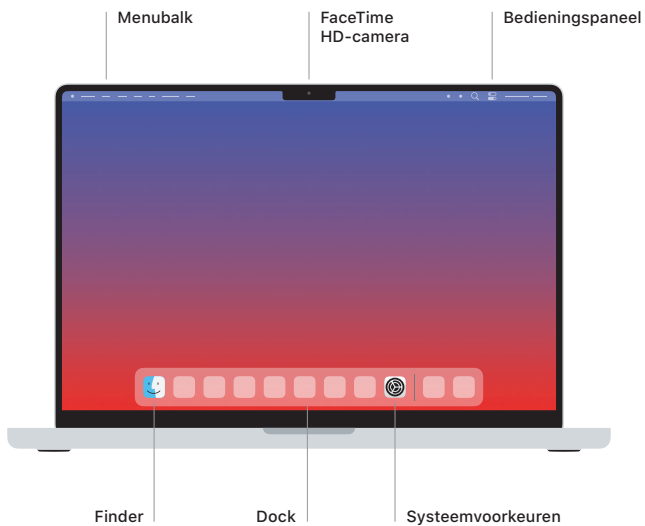 Menubalk
FaceTime
HD-camera
Bedieningspaneel
Finder
Dock
Systeemvoorkeuren